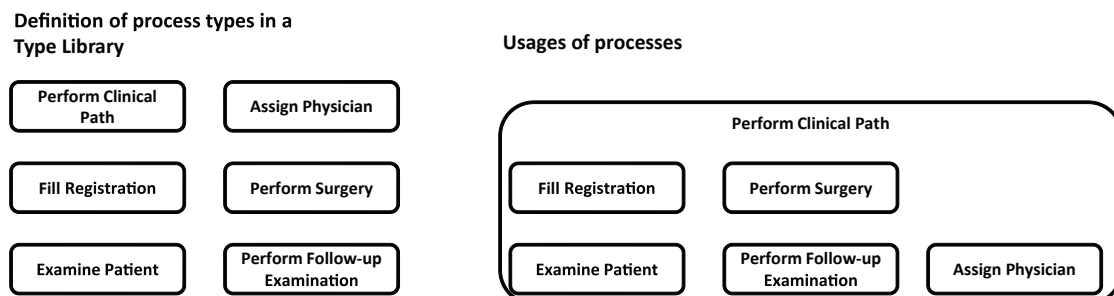 Definition of process types in a
Type Library
Usages of processes
Perform Clinical
Path
Assign Physician
Fill Registration
Perform Surgery
Examine Patient
Perform Follow-up
Examination
Perform Clinical Path
Fill Registration
Perform Surgery
Examine Patient
Perform Follow-up
Examination
Assign Physician